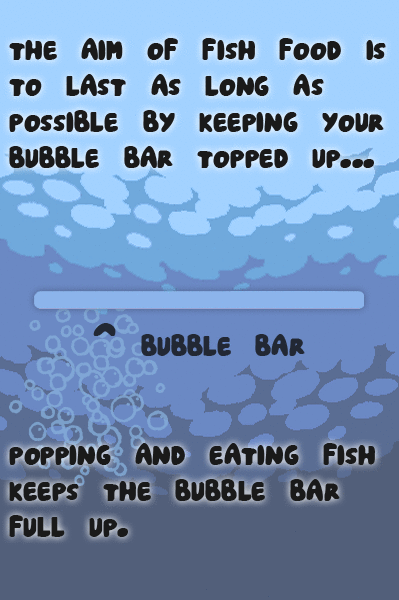 THE AIM OF FISH FOOD IS
TO LAST AS LONG AS
POSSIBLE BY KEEPING YOUR
BUBBLE BAR TOPPED UP...
^ BUBBLE BAR
POPPING AND EATING FISH
KEEPS THE BUBBLE BAR
FULL UP.